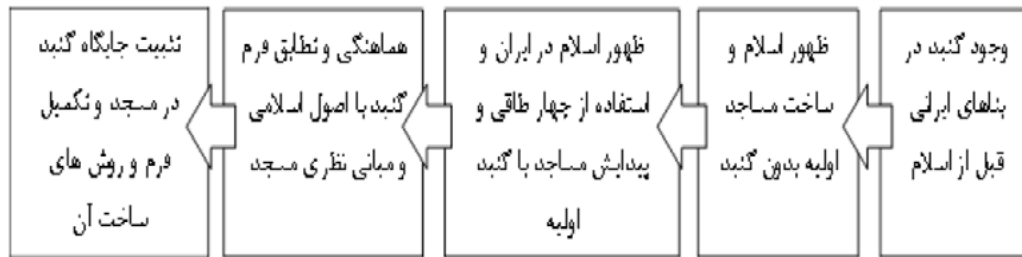 وجود گنبد در
بناهای ایرانی
قبل از اسلام
ظهور اسلام و
ساخت مساجد
اولیه بدون گنبد
ظهور اسلام در ایران و
استفاده از چهار طاقی و
پیدایش مساجد با گنبد
اولیه
هماهنگی و تطابق فرم
گنبد با اصول اسلامی
و مبانی نظری مسجد
تثبیت جایگاه گنبد
در مسجد و تکمیل
فرم و روش های
ساخت آن